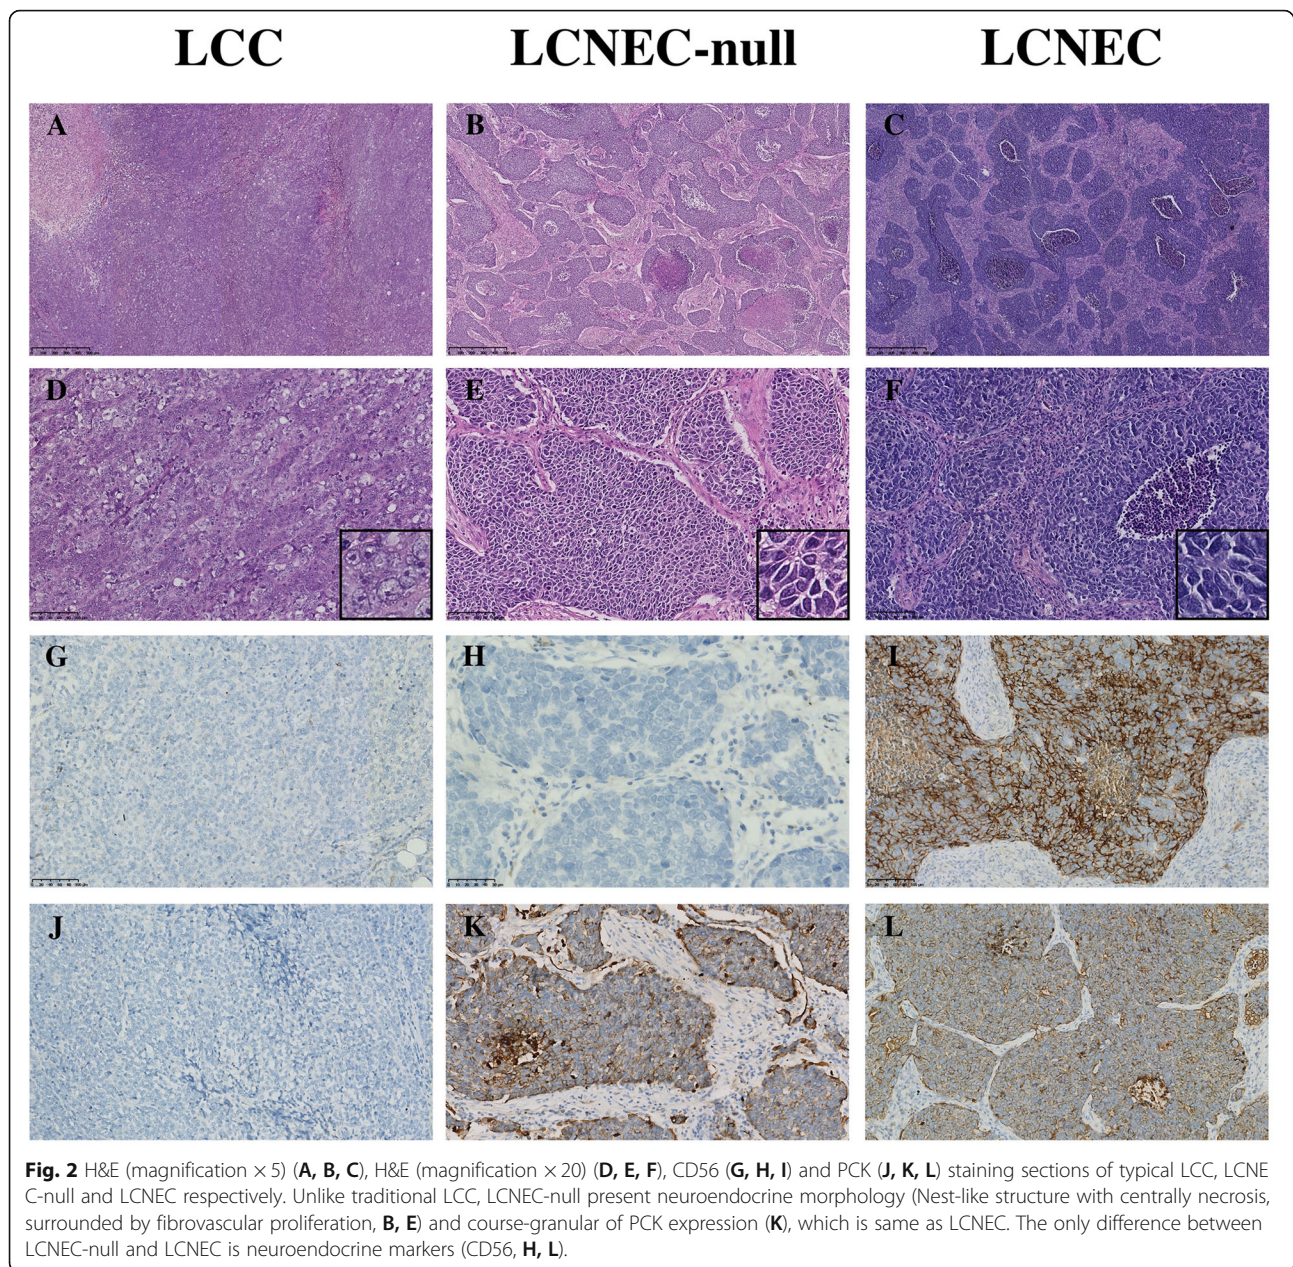 LCC LCNEC-null LCNEC
A B C
D E F
G H I
J K L
Fig. 2 H&E (magnification × 5) (A, B, C), H&E (magnification × 20) (D, E, F), CD56 (G, H, I) and PCK (J, K, L) staining sections of typical LCC, LCNE
C-null and LCNEC respectively. Unlike traditional LCC, LCNEC-null present neuroendocrine morphology (Nest-like structure with centrally necrosis,
surrounded by fibrovascular proliferation, B, E) and course-granular of PCK expression (K), which is same as LCNEC. The only difference between
LCNEC-null and LCNEC is neuroendocrine markers (CD56, H, L).